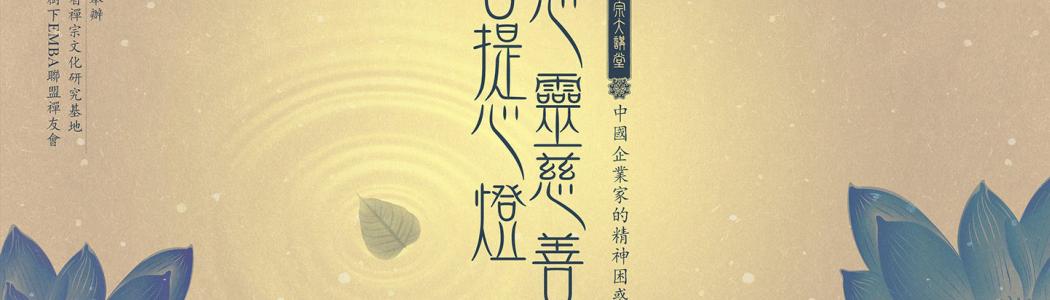 宗大講堂
中國企業家的精神困惑
心靈慈善
菩提心燈
舉辦
禪宗文化研究基地
樹下EMBA聯盟禪友會